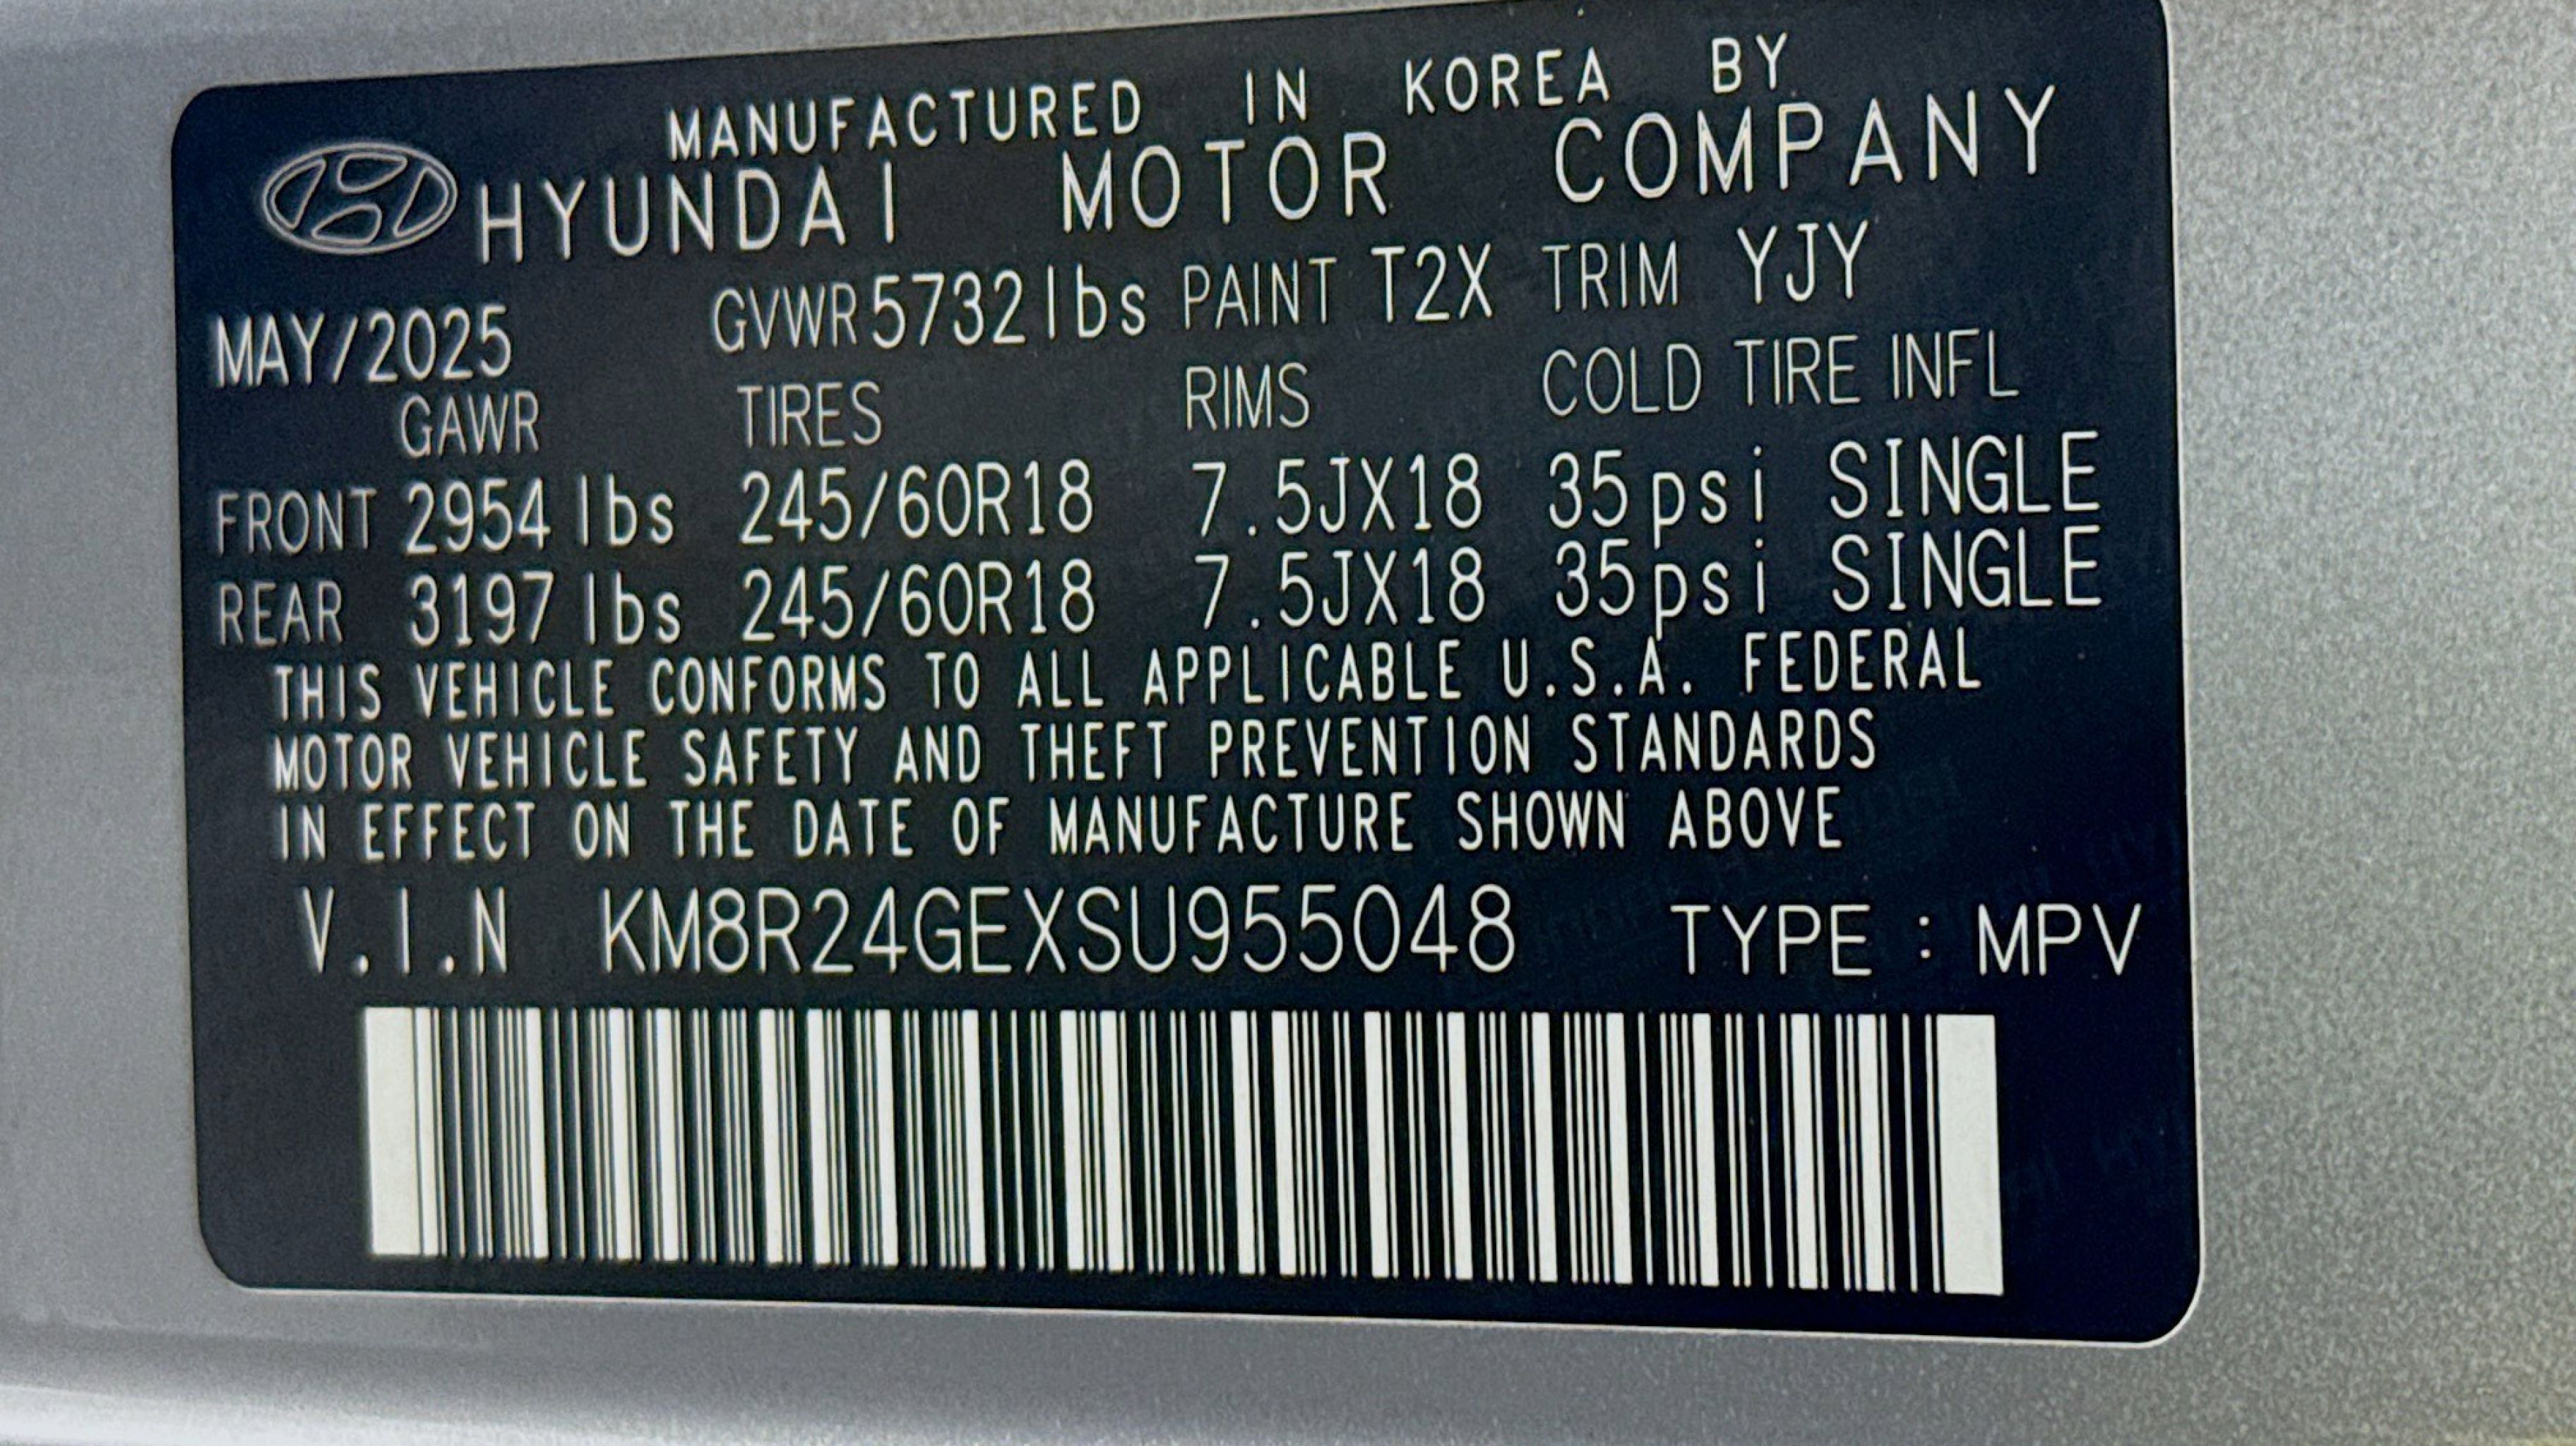 MANUFACTURED IN KOREA BY
HYUNDAI MOTOR COMPANY
MAY/2025 GVWR 5732 lbs PAINT T2X TRIM YJY
GAWR TIRES RIMS COLD TIRE INFL
FRONT 2954 lbs 245/60R18 7.5JX18 35psi SINGLE
REAR 3197 lbs 245/60R18 7.5JX18 35psi SINGLE
THIS VEHICLE CONFORMS TO ALL APPLICABLE U.S.A. FEDERAL
MOTOR VEHICLE SAFETY AND THEFT PREVENTION STANDARDS
IN EFFECT ON THE DATE OF MANUFACTURE SHOWN ABOVE
V.I.N KM8R24GEXSU955048 TYPE : MPV